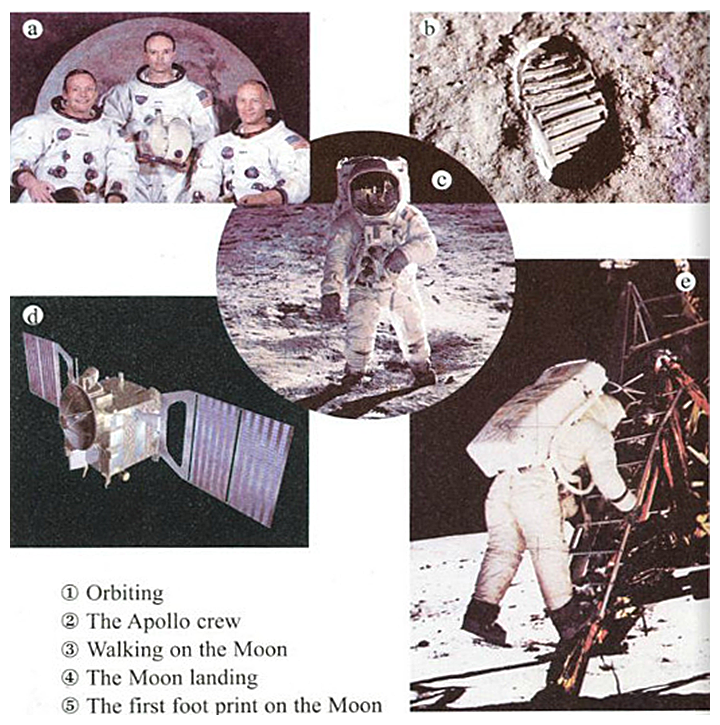 a
b
c
d
e
① Orbiting
② The Apollo crew
③ Walking on the Moon
④ The Moon landing
⑤ The first foot print on the Moon